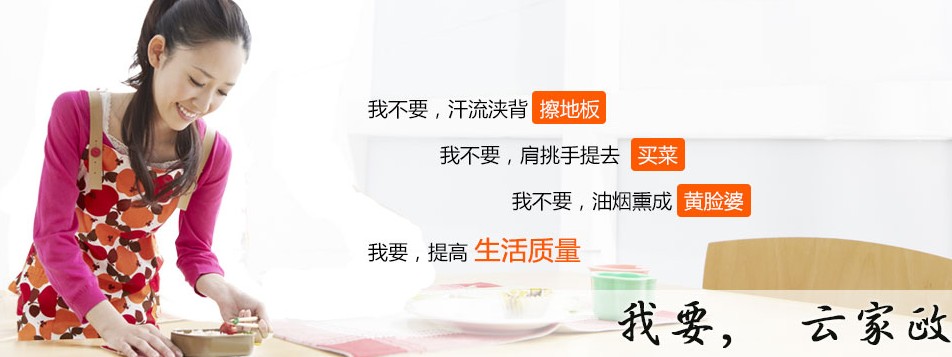 我不要，汗流浃背 擦地板
我不要，肩挑手提去 买菜
我不要，油烟熏成 黄脸婆
我要，提高 生活质量
我要， 云家政